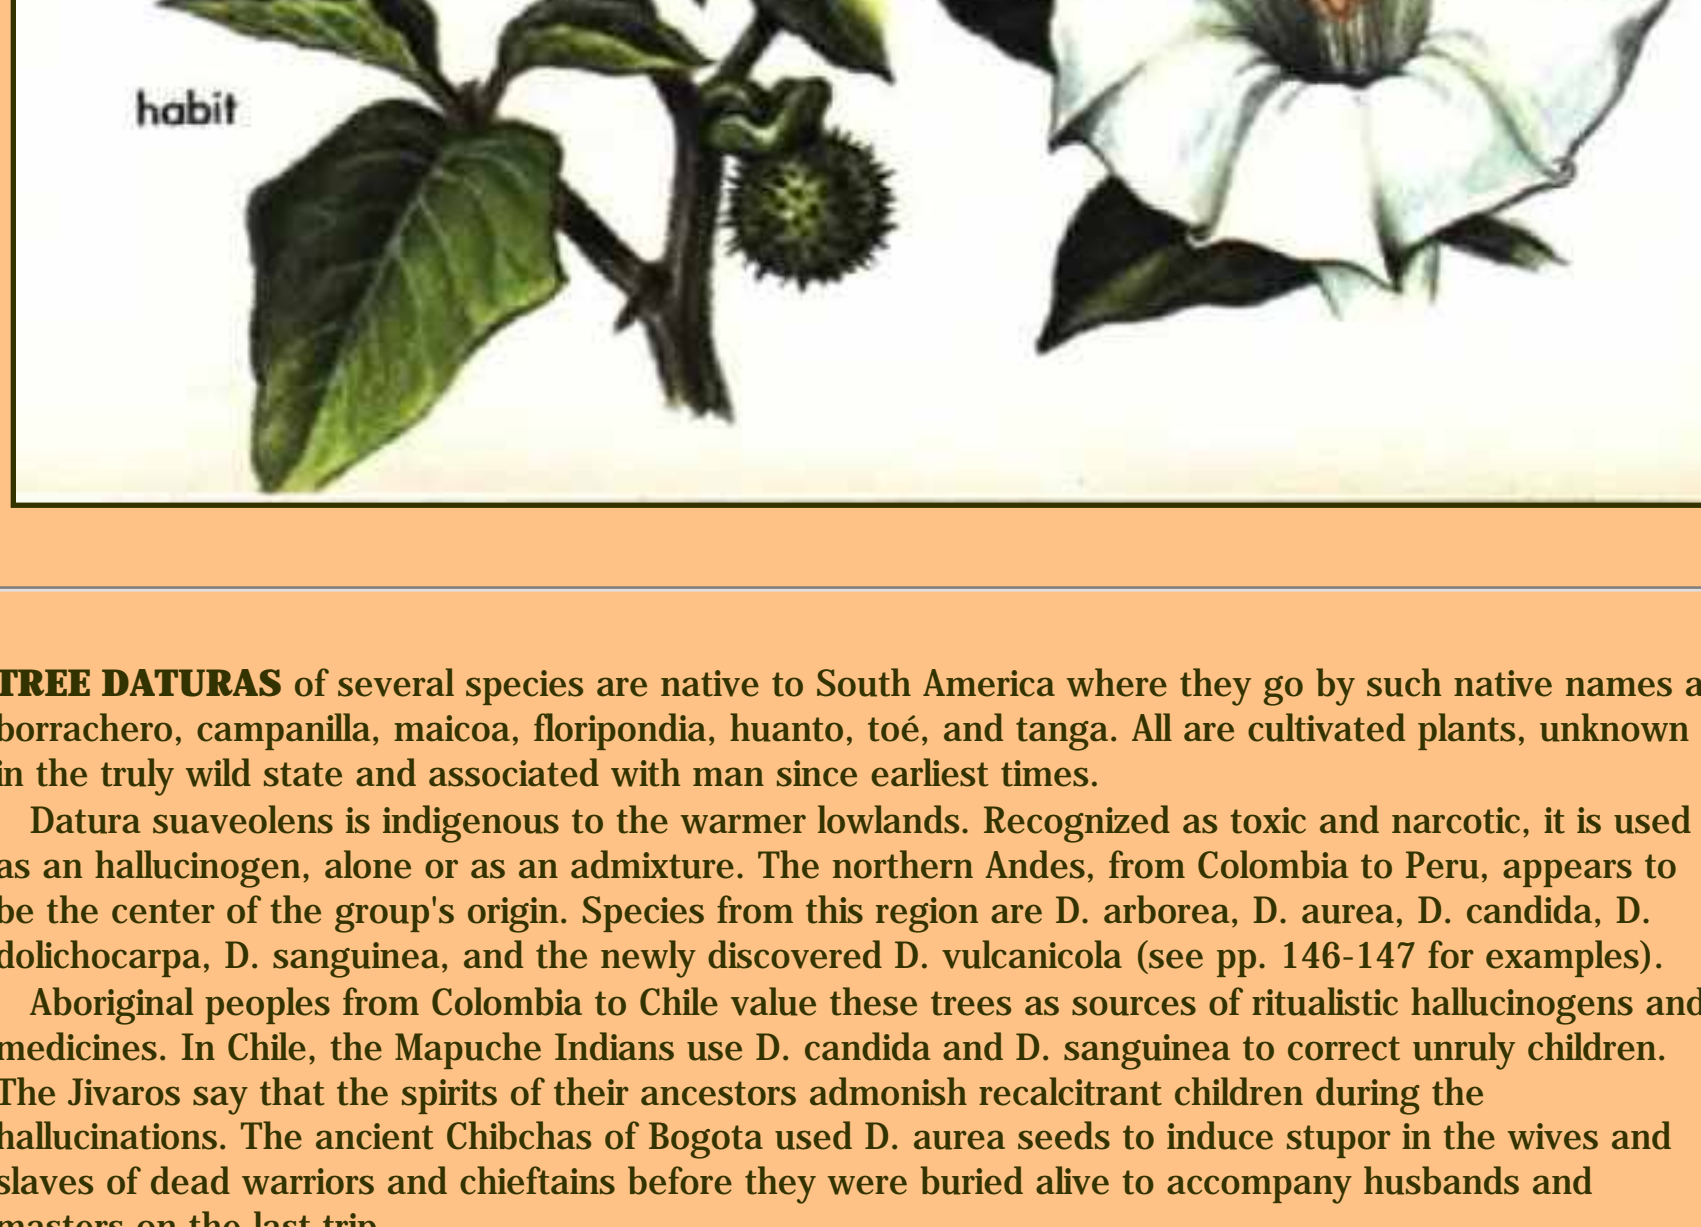 habit
TREE DATURAS of several species are native to South America where they go by such native names
borrachero, campanilla, maicoa, floripondia, huanto, toé, and tanga. All are cultivated plants, unknown
in the truly wild state and associated with man since earliest times.
Datura suaveolens is indigenous to the warmer lowlands. Recognized as toxic and narcotic, it is used
as an hallucinogen, alone or as an admixture. The northern Andes, from Colombia to Peru, appears to
be the center of the group's origin. Species from this region are D. arborea, D. aurea, D. candida, D.
dolichocarpa, D. sanguinea, and the newly discovered D. vulcanicola (see pp. 146-147 for examples).
Aboriginal peoples from Colombia to Chile value these trees as sources of ritualistic hallucinogens and
medicines. In Chile, the Mapuche Indians use D. candida and D. sanguinea to correct unruly children.
The Jivaros say that the spirits of their ancestors admonish recalcitrant children during the
hallucinations. The ancient Chibchas of Bogota used D. aurea seeds to induce stupor in the wives and
slaves of dead warriors and chieftains before they were buried alive to accompany husbands and
masters on the last trip.